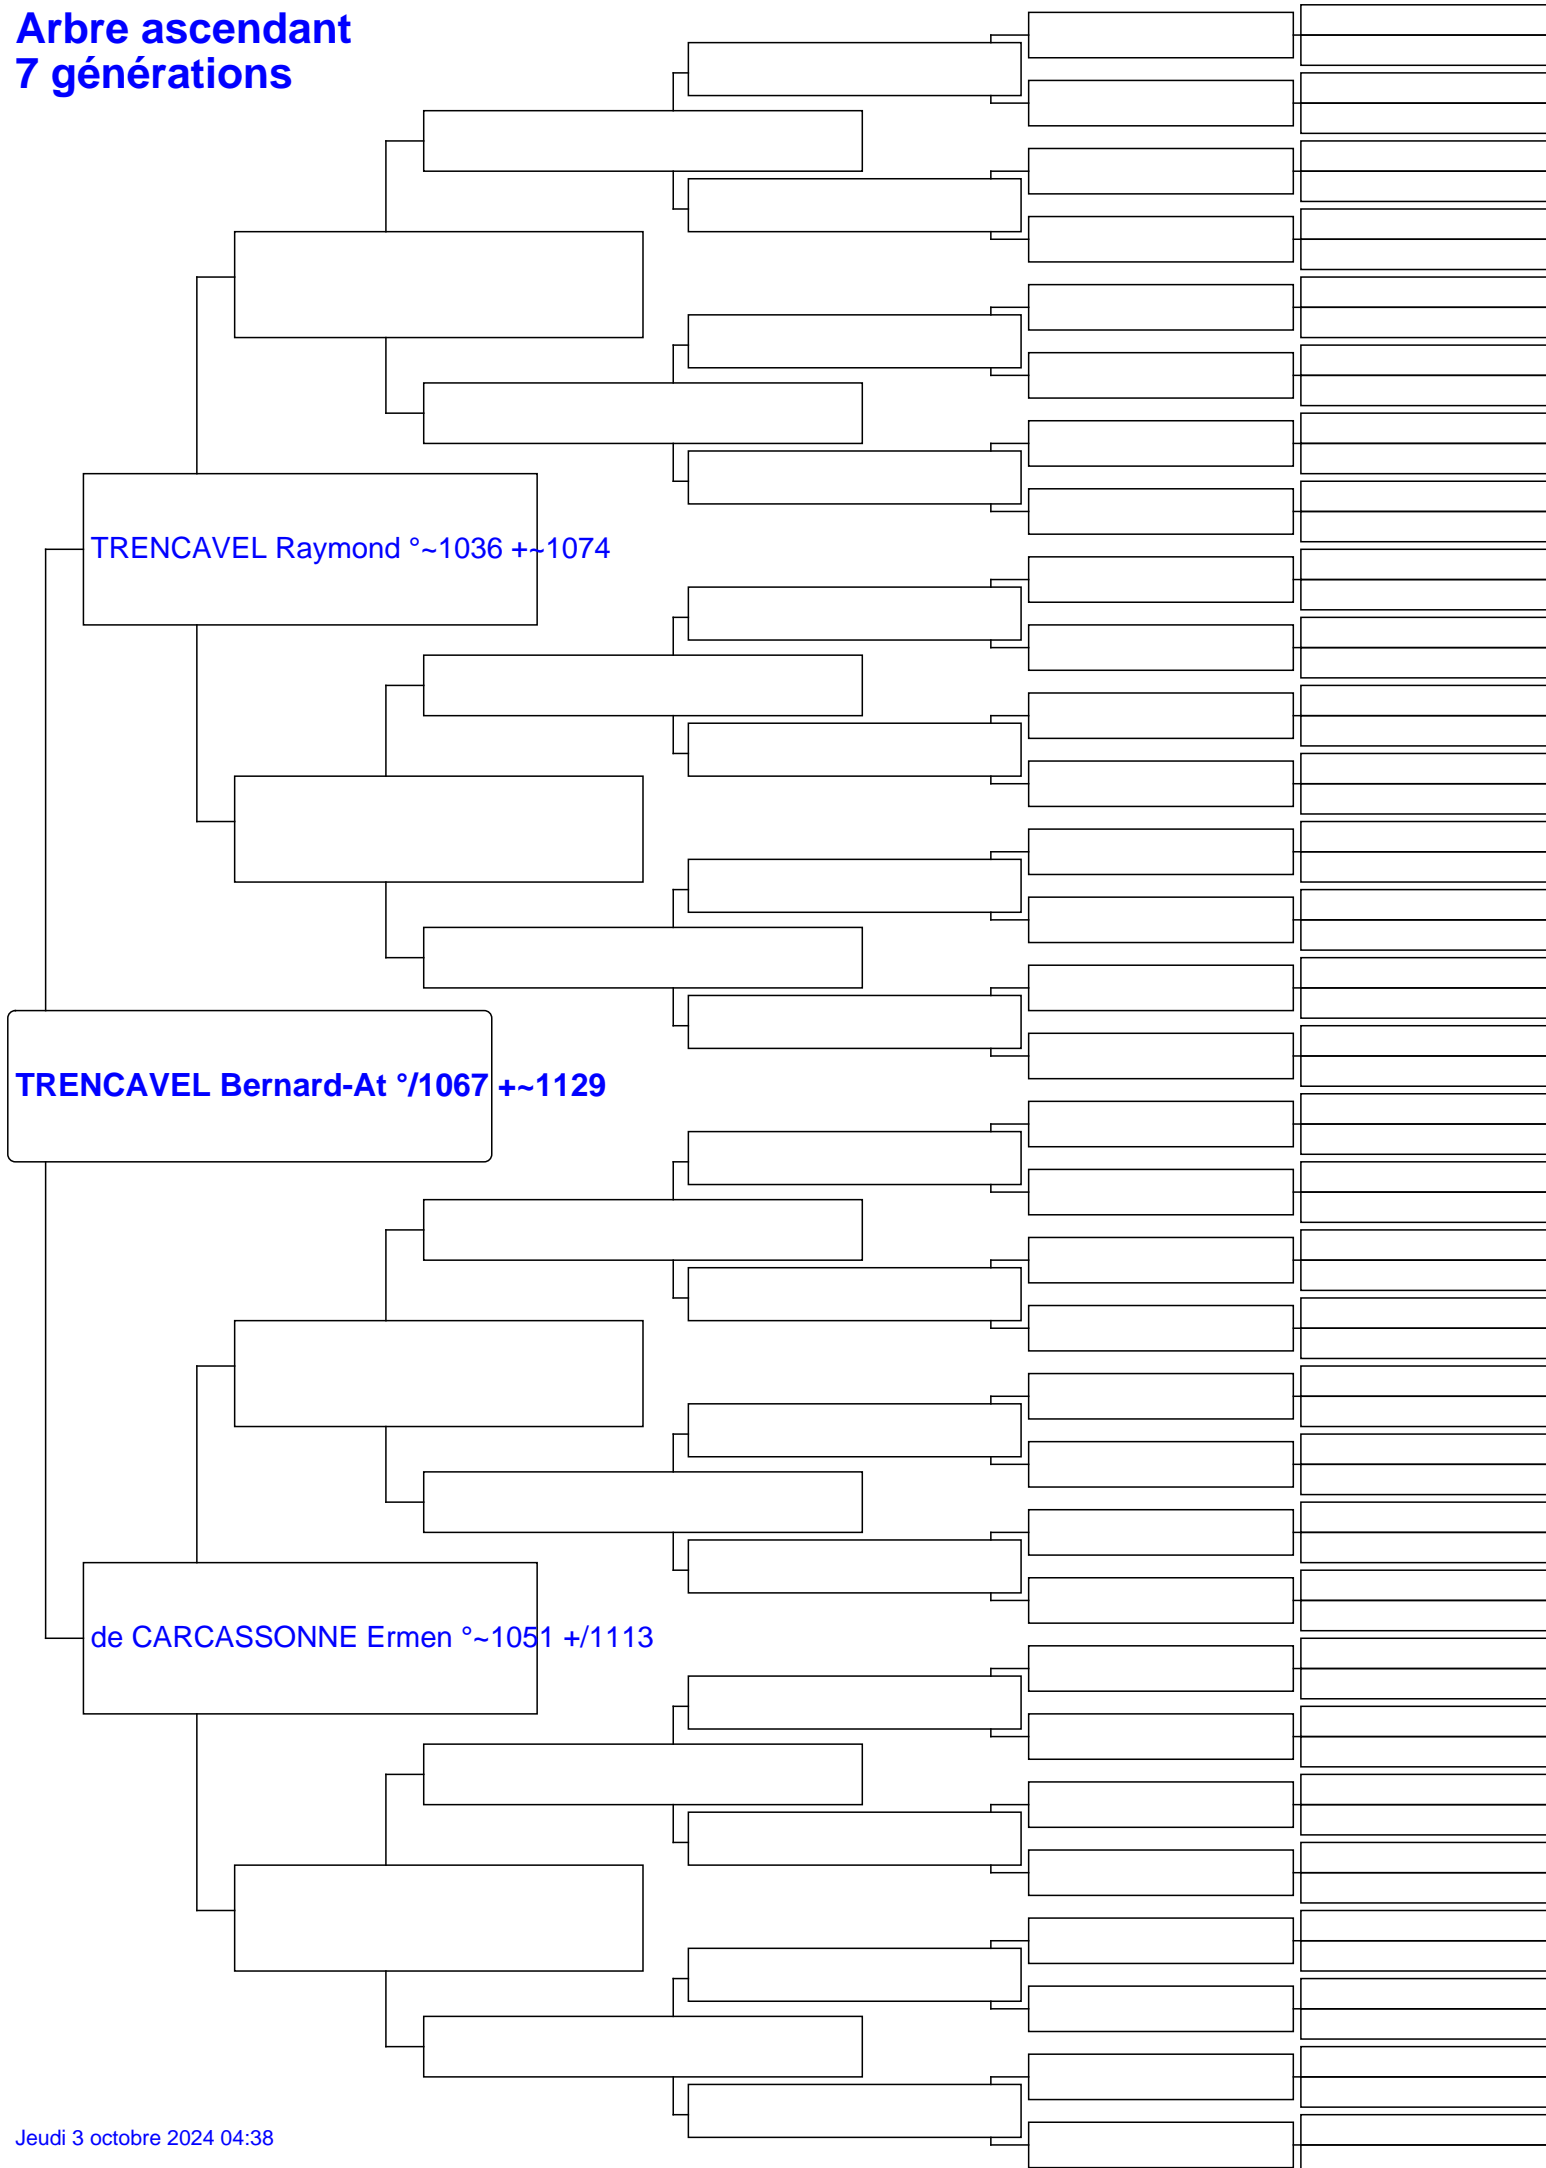 Arbre ascendant
7 générations
TRENCAVEL Raymond °~1036 +~1074
TRENCAVEL Bernard-At °/1067 +~1129
de CARCASSONNE Ermen °~1051 +/1113
Jeudi 3 octobre 2024 04:38